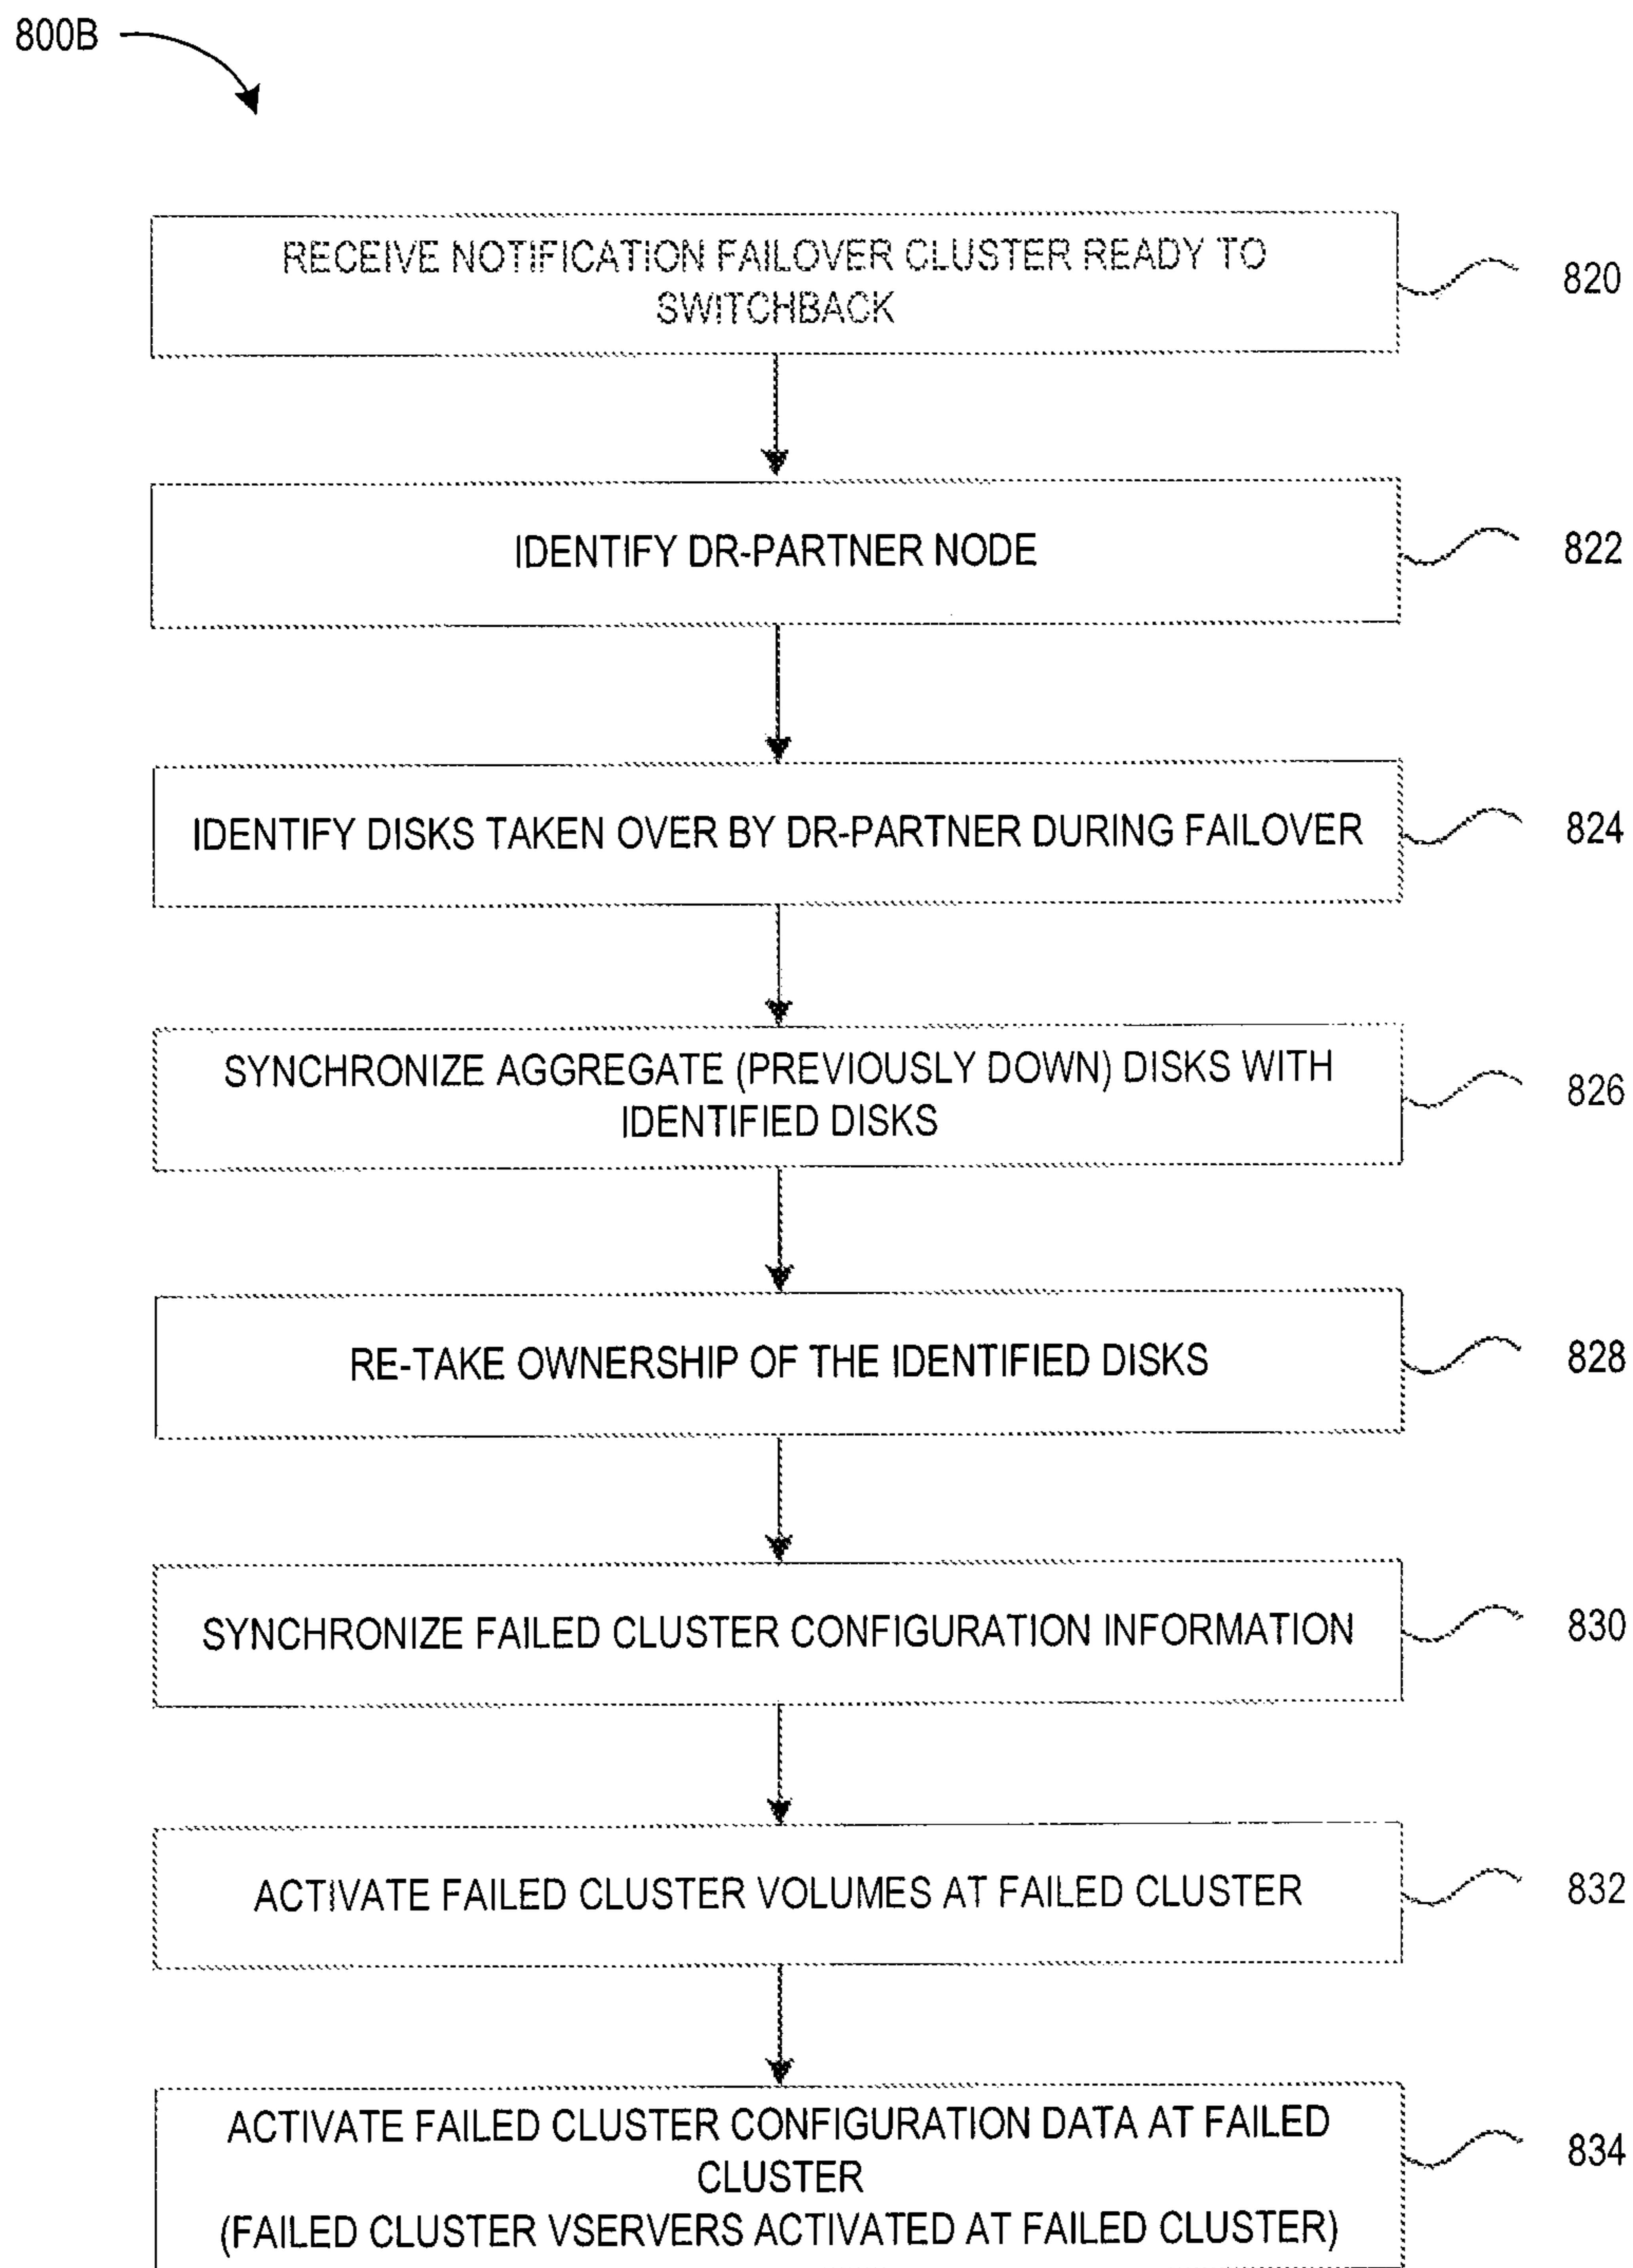 800B
RECEIVE NOTIFICATION FAILOVER CLUSTER READY TO
SWITCHBACK
820
IDENTIFY DR-PARTNER NODE
822
IDENTIFY DISKS TAKEN OVER BY DR-PARTNER DURING FAILOVER
824
SYNCHRONIZE AGGREGATE (PREVIOUSLY DOWN) DISKS WITH
IDENTIFIED DISKS
826
RE-TAKE OWNERSHIP OF THE IDENTIFIED DISKS
828
SYNCHRONIZE FAILED CLUSTER CONFIGURATION INFORMATION
830
ACTIVATE FAILED CLUSTER VOLUMES AT FAILED CLUSTER
832
ACTIVATE FAILED CLUSTER CONFIGURATION DATA AT FAILED
CLUSTER
(FAILED CLUSTER VSERVERS ACTIVATED AT FAILED CLUSTER)
834